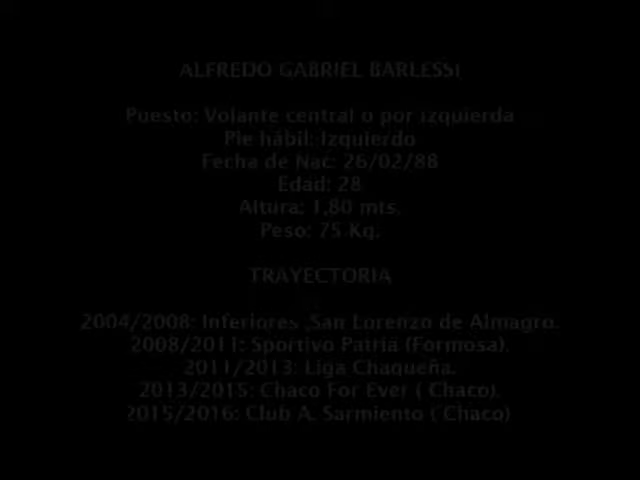 ALFREDO GABRIEL BARLESSI
Puesto: Volante central o por izquierda
Pie hábil: Izquierdo
Fecha de Nac: 26/02/88
Edad: 28
Altura: 1,80 mts.
Peso: 75 Kg.
TRAYECTORIA
2004/2008: Inferiores ,San Lorenzo de Almagro.
2008/2011: Sportivo Patria (Formosa).
2011/2013: Liga Chaqueña.
2013/2015: Chaco For Ever ( Chaco).
2015/2016: Club A. Sarmiento ( Chaco)